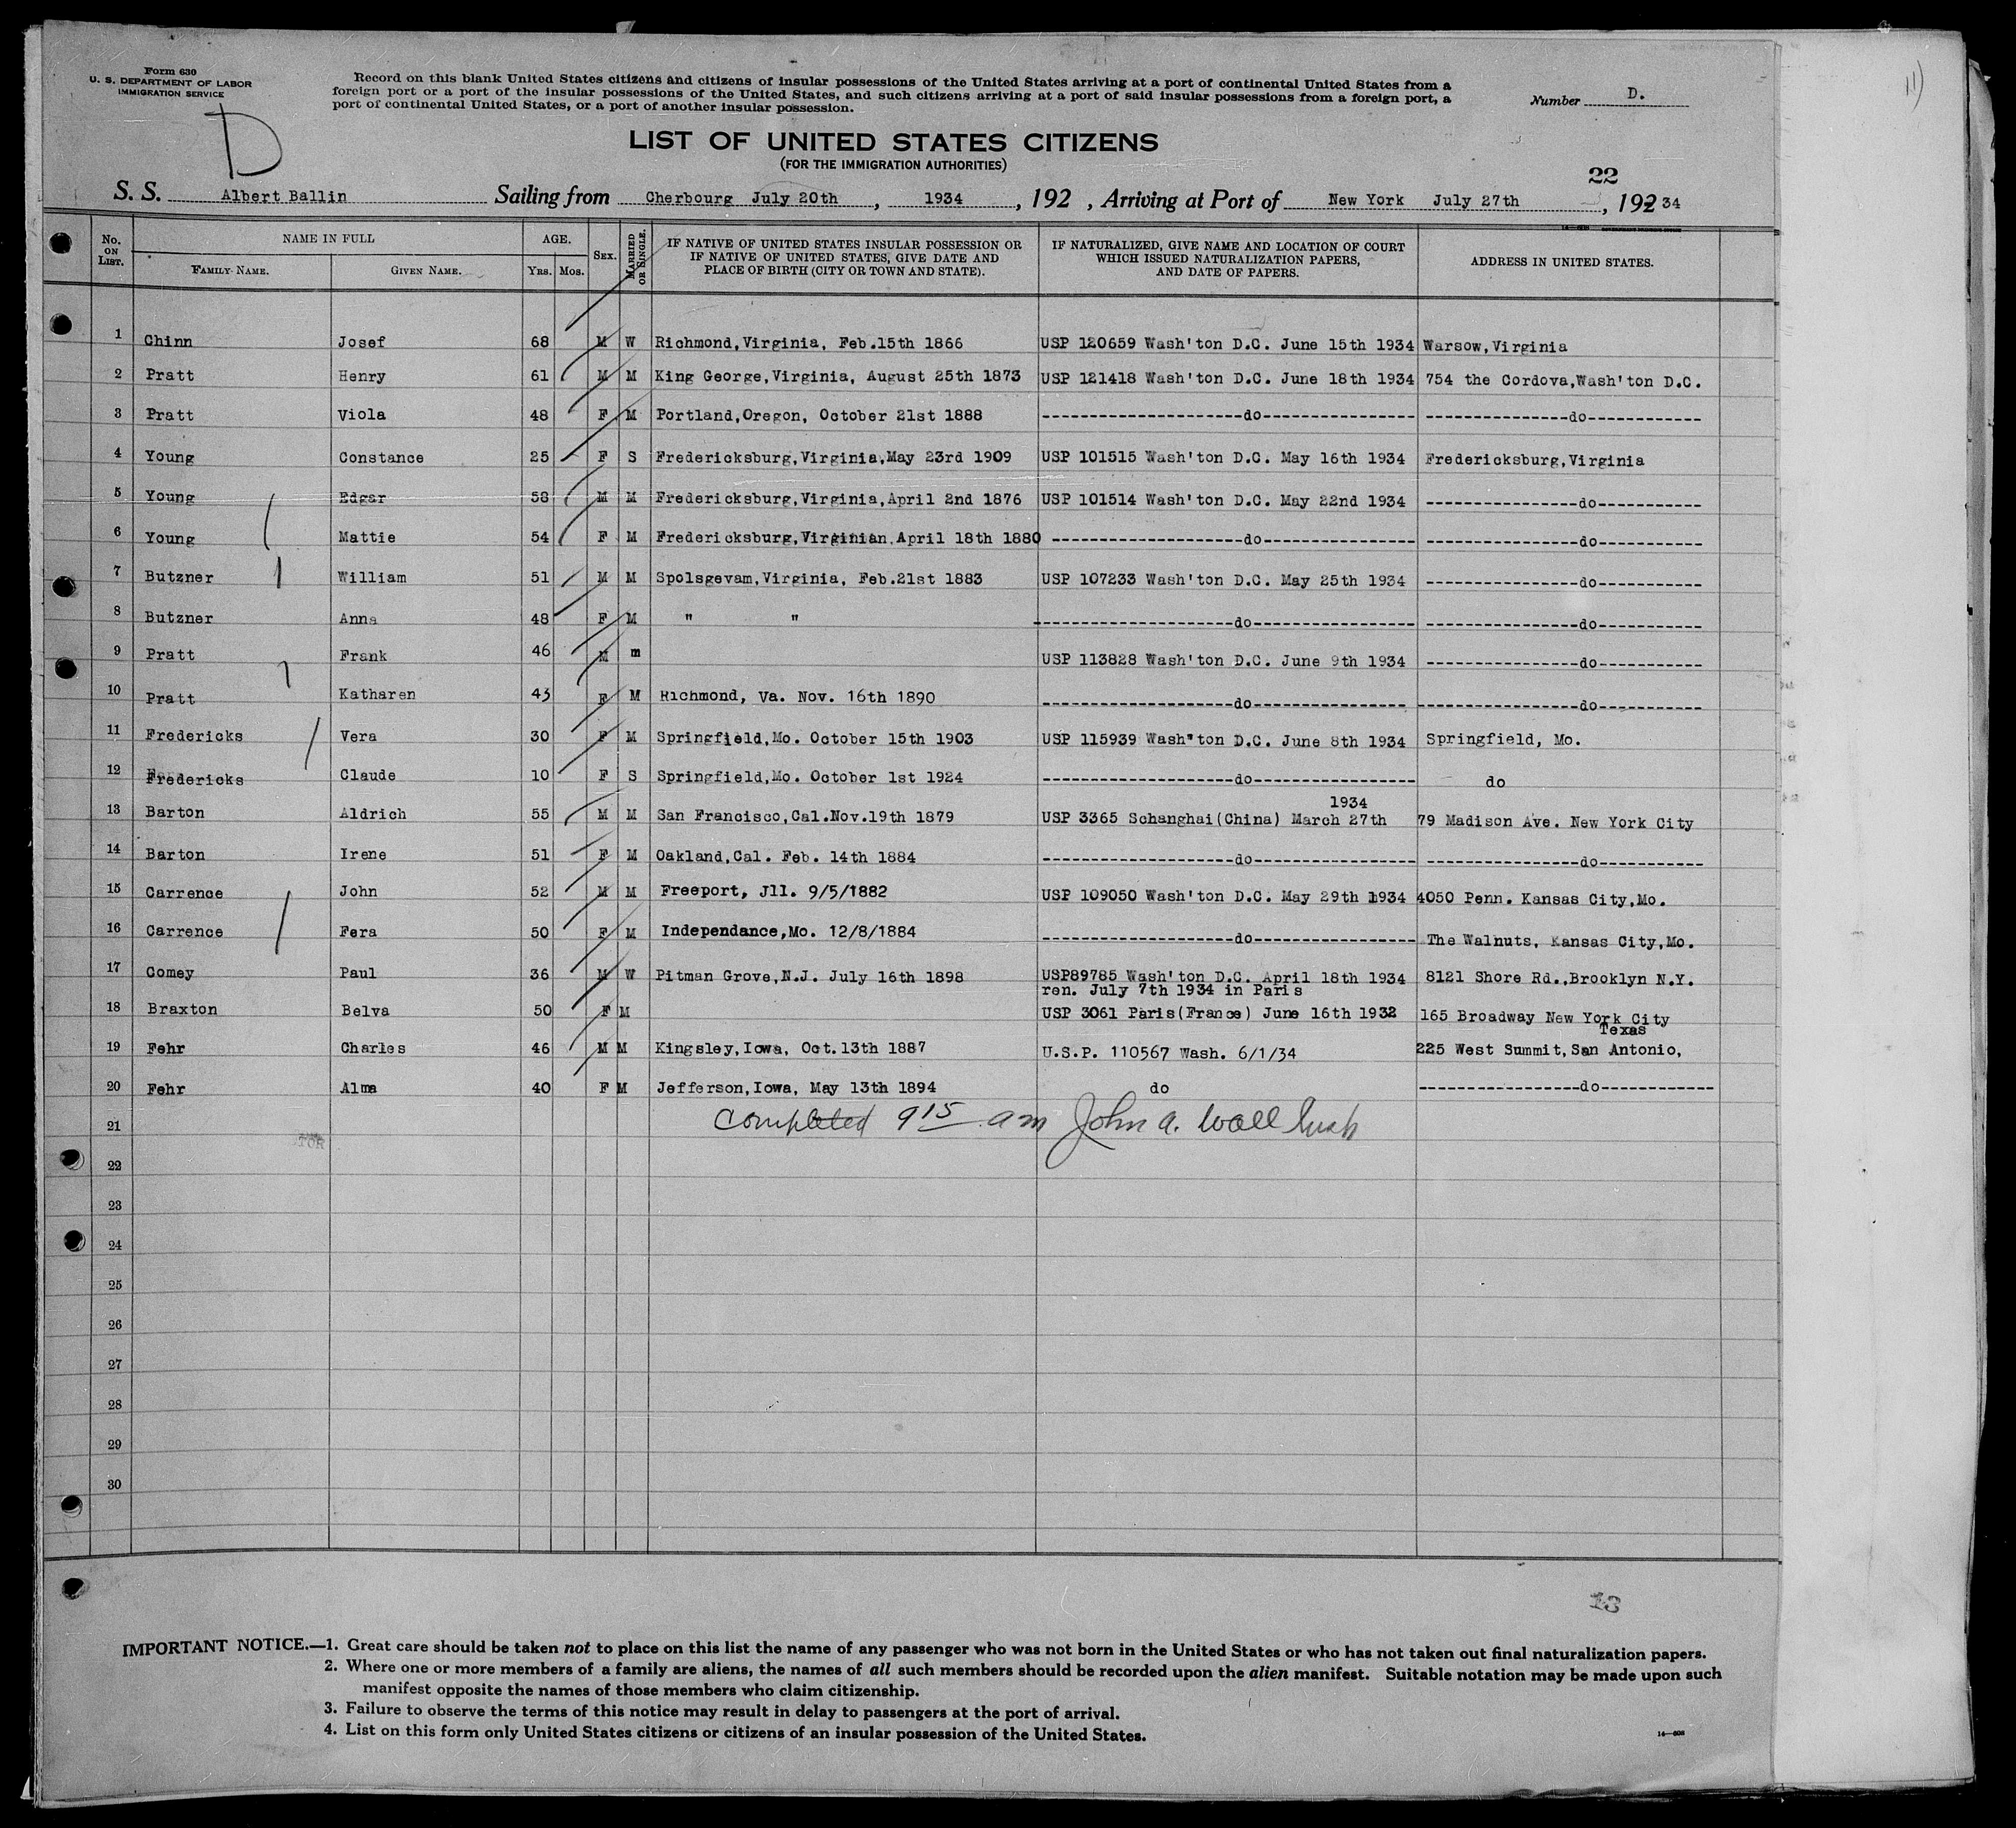 Form 630
U. S. DEPARTMENT OF LABOR
IMMIGRATION SERVICE
D
Record on this blank United States citizens and citizens of insular possessions of the United States arriving at a port of continental United States from a
foreign port or a port of the insular possessions of the United States, and such citizens arriving at a port of said insular possessions from a foreign port, a
port of continental United States, or a port of another insular possession.
Number D.
11)
LIST OF UNITED STATES CITIZENS
(FOR THE IMMIGRATION AUTHORITIES)
22
S. S. Albert Ballin Sailing from Cherbourg July 20th , 1934 , 192 , Arriving at Port of New York July 27th , 192 34
No. ON LIST. NAME IN FULL AGE. SEX. MARRIED OR SINGLE. IF NATIVE OF UNITED STATES INSULAR POSSESSION OR IF NATIVE OF UNITED STATES, GIVE DATE AND PLACE OF BIRTH (CITY OR TOWN AND STATE). IF NATURALIZED, GIVE NAME AND LOCATION OF COURT WHICH ISSUED NATURALIZATION PAPERS, AND DATE OF PAPERS. ADDRESS IN UNITED STATES.
FAMILY NAME. GIVEN NAME. YRS. MOS.
1 Chinn Josef 68 M W Richmond,Virginia, Feb.15th 1866 USP 120659 Wash'ton D.C. June 15th 1934 Warsow,Virginia
2 Pratt Henry 61 M M King George,Virginia, August 25th 1873 USP 121418 Wash'ton D.C. June 18th 1934 754 the Cordova,Wash'ton D.C.
3 Pratt Viola 48 F M Portland,Oregon, October 21st 1888 --------------------do---------------- ---------------do------------
4 Young Constance 25 F S Fredericksburg,Virginia,May 23rd 1909 USP 101515 Wash'ton D.C. May 16th 1934 Fredericksburg,Virginia
5 Young Edgar 58 M M Fredericksburg,Virginia,April 2nd 1876 USP 101514 Wash'ton D.C. May 22nd 1934 ----------------do-----------
6 Young Mattie 54 F M Fredericksburg,Virginian.April 18th 1880 --------------------do---------------- ----------------do-----------
7 Butzner William 51 M M Spolsgevam,Virginia, Feb.21st 1883 USP 107233 Wash'ton D.C. May 25th 1934 ----------------do-----------
8 Butzner Anna 48 F M " " ---------------------do----------------- ----------------do-----------
9 Pratt Frank 46 M m USP 113828 Wash'ton D.C. June 9th 1934 ----------------do-----------
10 Pratt Katharen 43 F M Richmond, Va. Nov. 16th 1890 --------------------do---------------- -----------------do-----------
11 Fredericks Vera 30 F M Springfield,Mo. October 15th 1903 USP 115939 Wash"ton D.C. June 8th 1934 Springfield, Mo.
12 Fredericks Claude 10 F S Springfield,Mo. October 1st 1924 --------------------do----------------- do
1934
13 Barton Aldrich 55 M M San Francisco,Cal.Nov.19th 1879 USP 3365 Schanghai(China) March 27th 79 Madison Ave. New York City
14 Barton Irene 51 F M Oakland,Cal. Feb. 14th 1884 --------------------do----------------- ----------------do-----------
15 Carrence John 52 M M Freeport, Jll. 9/5/1882 USP 109050 Wash'ton D.C. May 29th 1934 4050 Penn. Kansas City,Mo.
16 Carrence Fera 50 F M Independance,Mo. 12/8/1884 --------------------do----------------- The Walnuts, Kansas City,Mo.
17 Comey Paul 36 M W Pitman Grove,N.J. July 16th 1898 USP89785 Wash'ton D.C. April 18th 1934 8121 Shore Rd.,Brooklyn N.Y.
ren. July 7th 1934 in Paris
18 Braxton Belva 50 F M USP 3061 Paris(France) June 16th 1932 165 Broadway New York City
Texas
19 Fehr Charles 46 M M Kingsley,Iowa, Oct.13th 1887 U.S.P. 110567 Wash. 6/1/34 225 West Summit,San Antonio,
20 Fehr Alma 40 F M Jefferson,Iowa, May 13th 1894 do -----------------do------------
21 completed 9 15 am John A. Wall
22
23
24
25
26
27
28
29
30
13
IMPORTANT NOTICE.—1. Great care should be taken not to place on this list the name of any passenger who was not born in the United States or who has not taken out final naturalization papers.
2. Where one or more members of a family are aliens, the names of all such members should be recorded upon the alien manifest. Suitable notation may be made upon such
manifest opposite the names of those members who claim citizenship.
3. Failure to observe the terms of this notice may result in delay to passengers at the port of arrival.
4. List on this form only United States citizens or citizens of an insular possession of the United States.